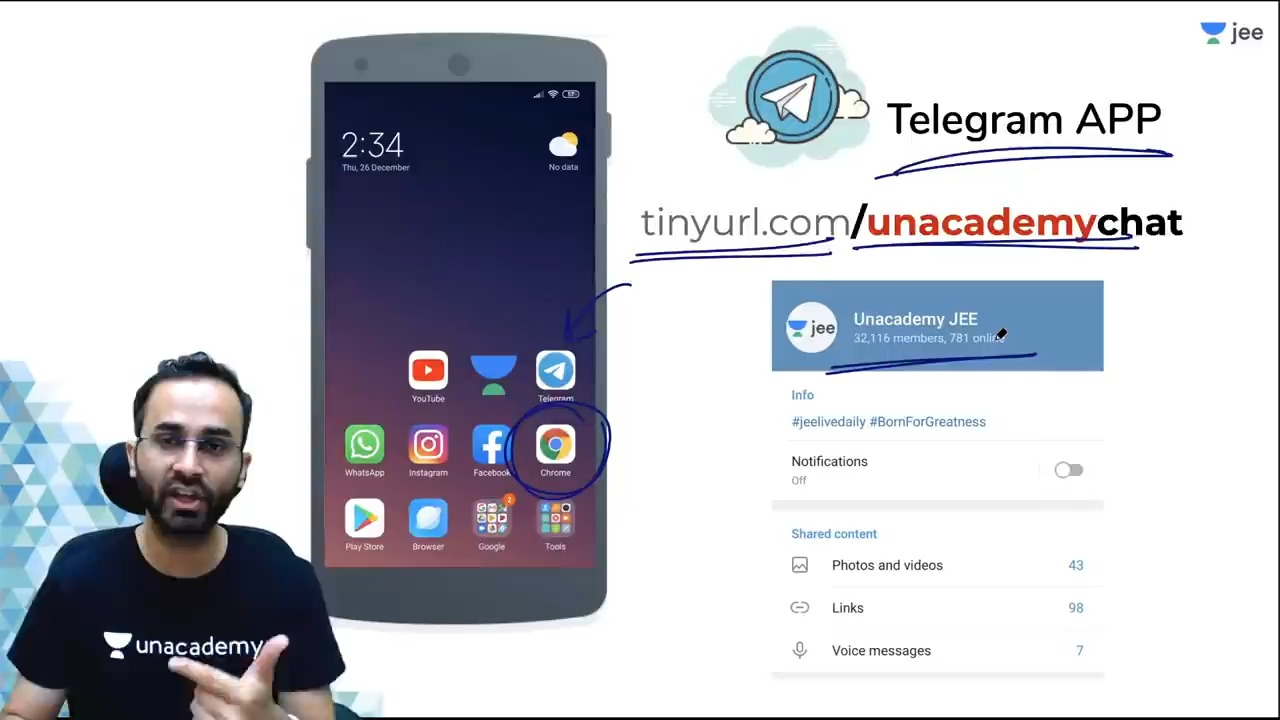 jee
Telegram APP
tinyurl.com/unacademychat
2:34
Thu, 26 December
No data
57
YouTube
Telegram
WhatsApp
Instagram
Facebook
Chrome
2
Play Store
Browser
Google
Tools
jee
Unacademy JEE
32,116 members, 781 online
Info
#jeelivedaily #BornForGreatness
Notifications
Off
Shared content
Photos and videos 43
Links 98
Voice messages 7
unacademy